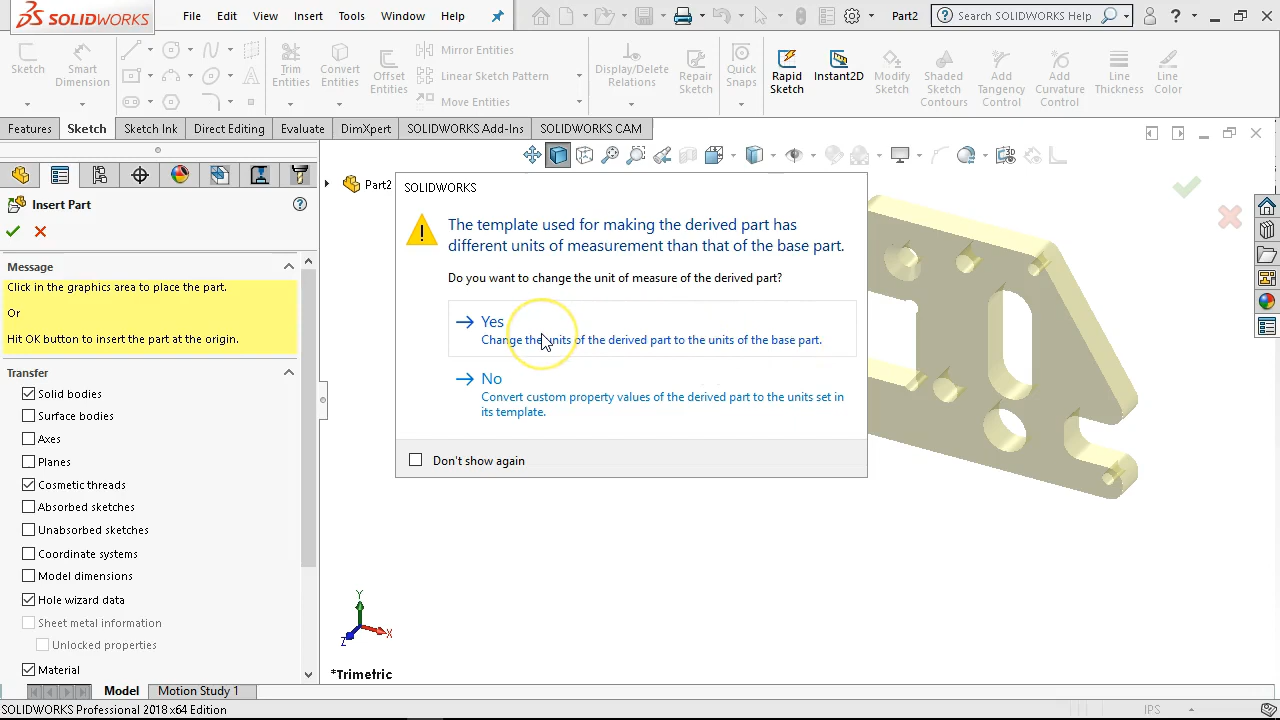 SOLIDWORKS
File Edit View Insert Tools Window Help
Part2
Search SOLIDWORKS Help
?
Sketch
Smart Dimension
Trim Entities
Convert Entities
Offset Entities
Mirror Entities
Linear Sketch Pattern
Move Entities
Display/Delete Relations
Repair Sketch
Quick Snaps
Rapid Sketch
Instant2D
Modify Sketch
Shaded Sketch Contours
Add Tangency Control
Add Curvature Control
Line Thickness
Line Color
Features Sketch Sketch Ink Direct Editing Evaluate DimXpert SOLIDWORKS Add-Ins SOLIDWORKS CAM
Part2
Insert Part
?
Message
Click in the graphics area to place the part.
Or
Hit OK button to insert the part at the origin.
Transfer
Solid bodies
Surface bodies
Axes
Planes
Cosmetic threads
Absorbed sketches
Unabsorbed sketches
Coordinate systems
Model dimensions
Hole wizard data
Sheet metal information
Unlocked properties
Material
SOLIDWORKS
The template used for making the derived part has
different units of measurement than that of the base part.
Do you want to change the unit of measure of the derived part?
Yes
Change the units of the derived part to the units of the base part.
No
Convert custom property values of the derived part to the units set in
its template.
Don't show again
Y
X
Z
*Trimetric
Model Motion Study 1
SOLIDWORKS Professional 2018 x64 Edition
IPS